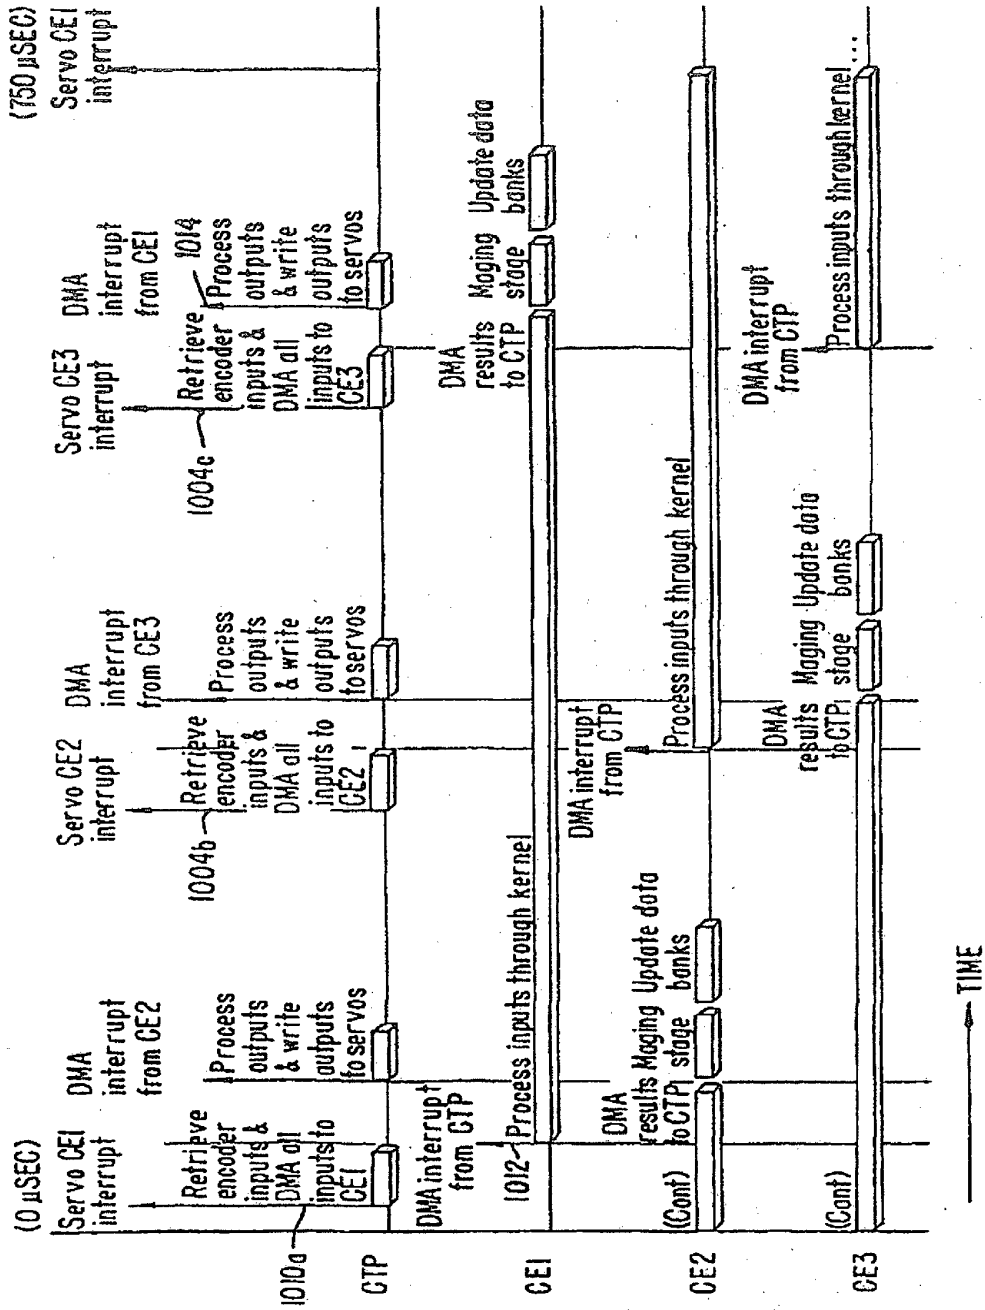 (0 µSEC)
Servo CE1
interrupt
DMA
interrupt
from CE2
Servo CE2
interrupt
DMA
interrupt
from CE3
Servo CE3
interrupt
DMA
interrupt
from CE1
(750 µSEC)
Servo CE1
interrupt
1010a
Retrieve
encoder
inputs &
DMA all
inputs to
CE1
Process
outputs
& write
outputs
to servos
1004b
Retrieve
encoder
inputs &
DMA all
inputs to
CE2
Process
outputs
& write
outputs
to servos
1004c
Retrieve
encoder
inputs &
DMA all
inputs to
CE3
1014
Process
outputs
& write
outputs
to servos
CTP
DMA interrupt
from CTP
1012
Process inputs through kernel
DMA
results
to CTP
Maging
stage
Update data
banks
CE1
(Cont)
DMA
results
to CTP
Maging
stage
Update data
banks
DMA interrupt
from CTP
Process inputs through kernel
CE2
(Cont)
DMA
results
to CTP
Maging
stage
Update data
banks
DMA interrupt
from CTP
Process inputs through kernel...
CE3
TIME